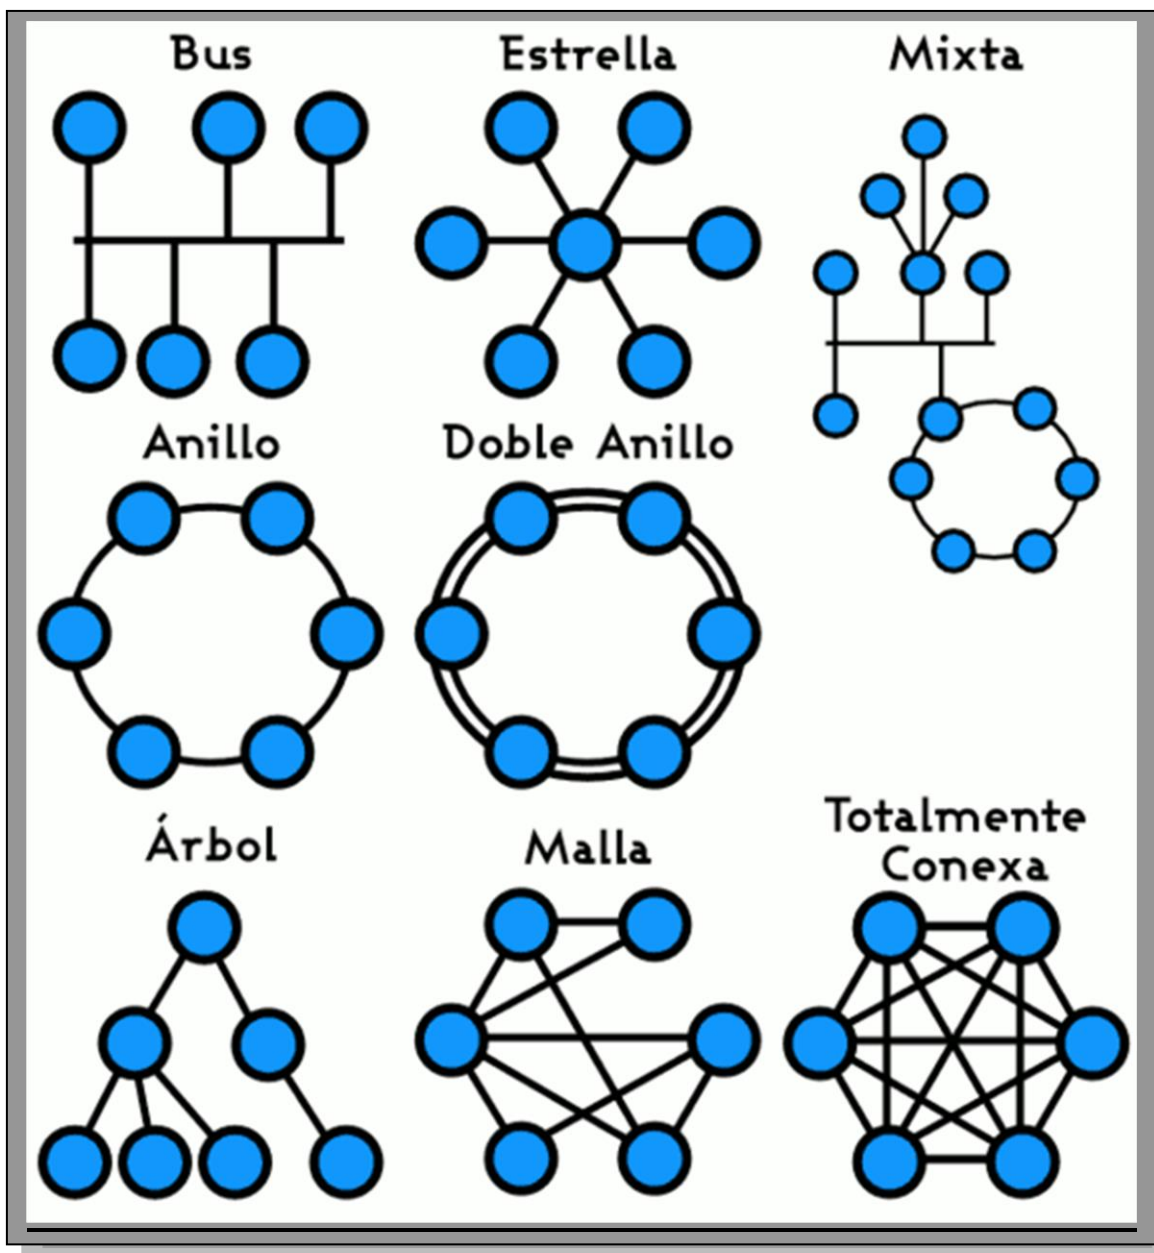 Bus
Estrella
Mixta
Anillo
Doble Anillo
Árbol
Malla
Totalmente
Conexa